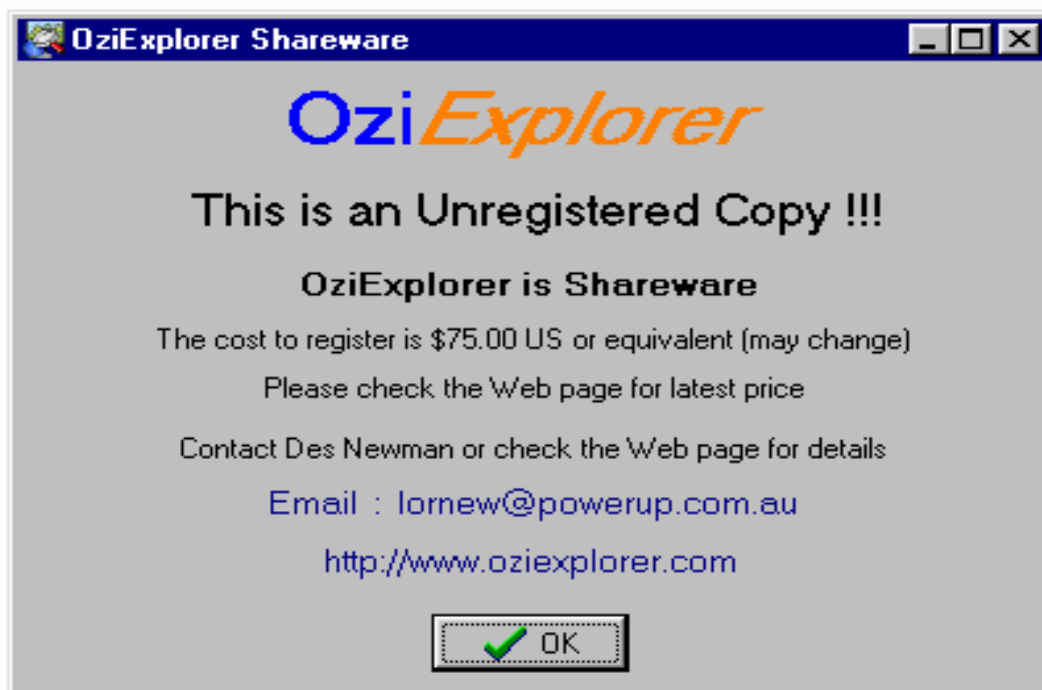 OziExplorer Shareware
OziExplorer
This is an Unregistered Copy !!!
OziExplorer is Shareware
The cost to register is $75.00 US or equivalent (may change)
Please check the Web page for latest price
Contact Des Newman or check the Web page for details
Email : lornew@powerup.com.au
http://www.oziexplorer.com
OK